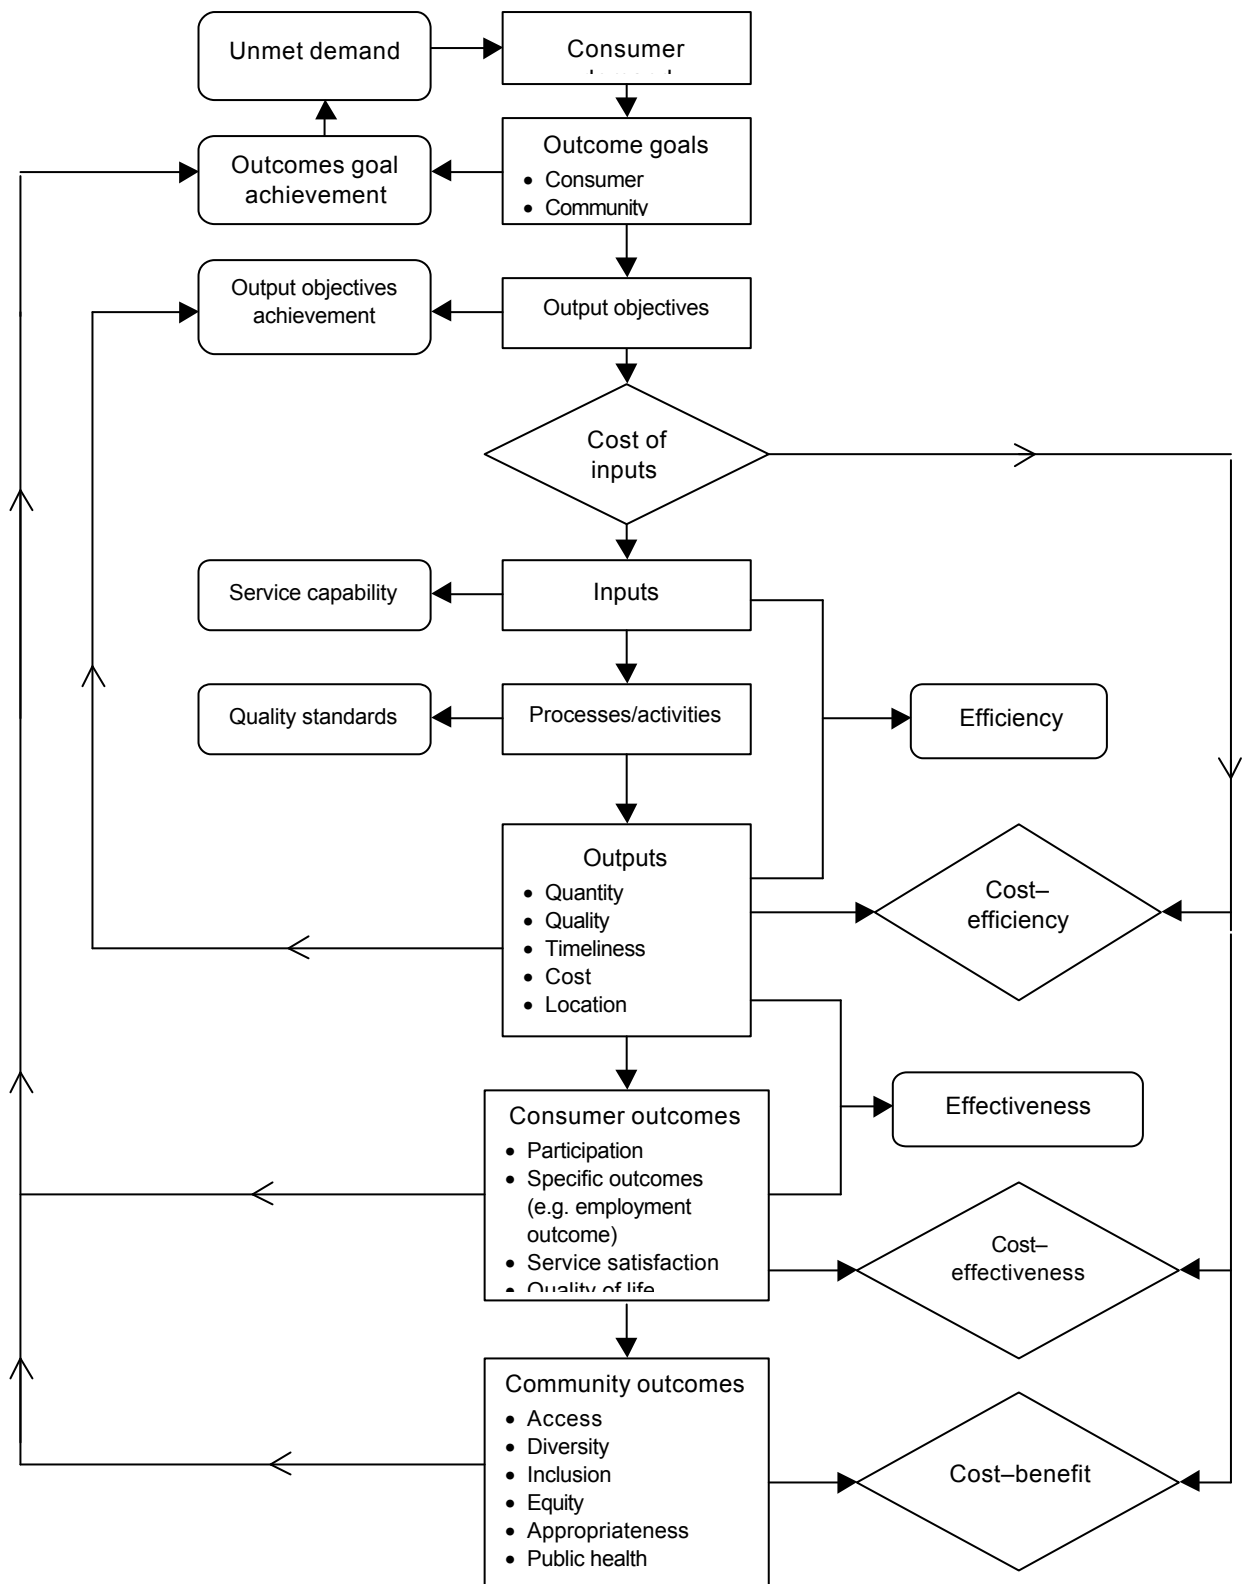 Unmet demand
Consumer
Outcomes goal
achievement
Outcome goals
• Consumer
• Community
Output objectives
achievement
Output objectives
Cost of
inputs
Service capability
Inputs
Quality standards
Processes/activities
Efficiency
Outputs
• Quantity
• Quality
• Timeliness
• Cost
• Location
Cost–
efficiency
Consumer outcomes
• Participation
• Specific outcomes
(e.g. employment
outcome)
• Service satisfaction
• Quality of life
Effectiveness
Cost–
effectiveness
Community outcomes
• Access
• Diversity
• Inclusion
• Equity
• Appropriateness
• Public health
Cost–benefit